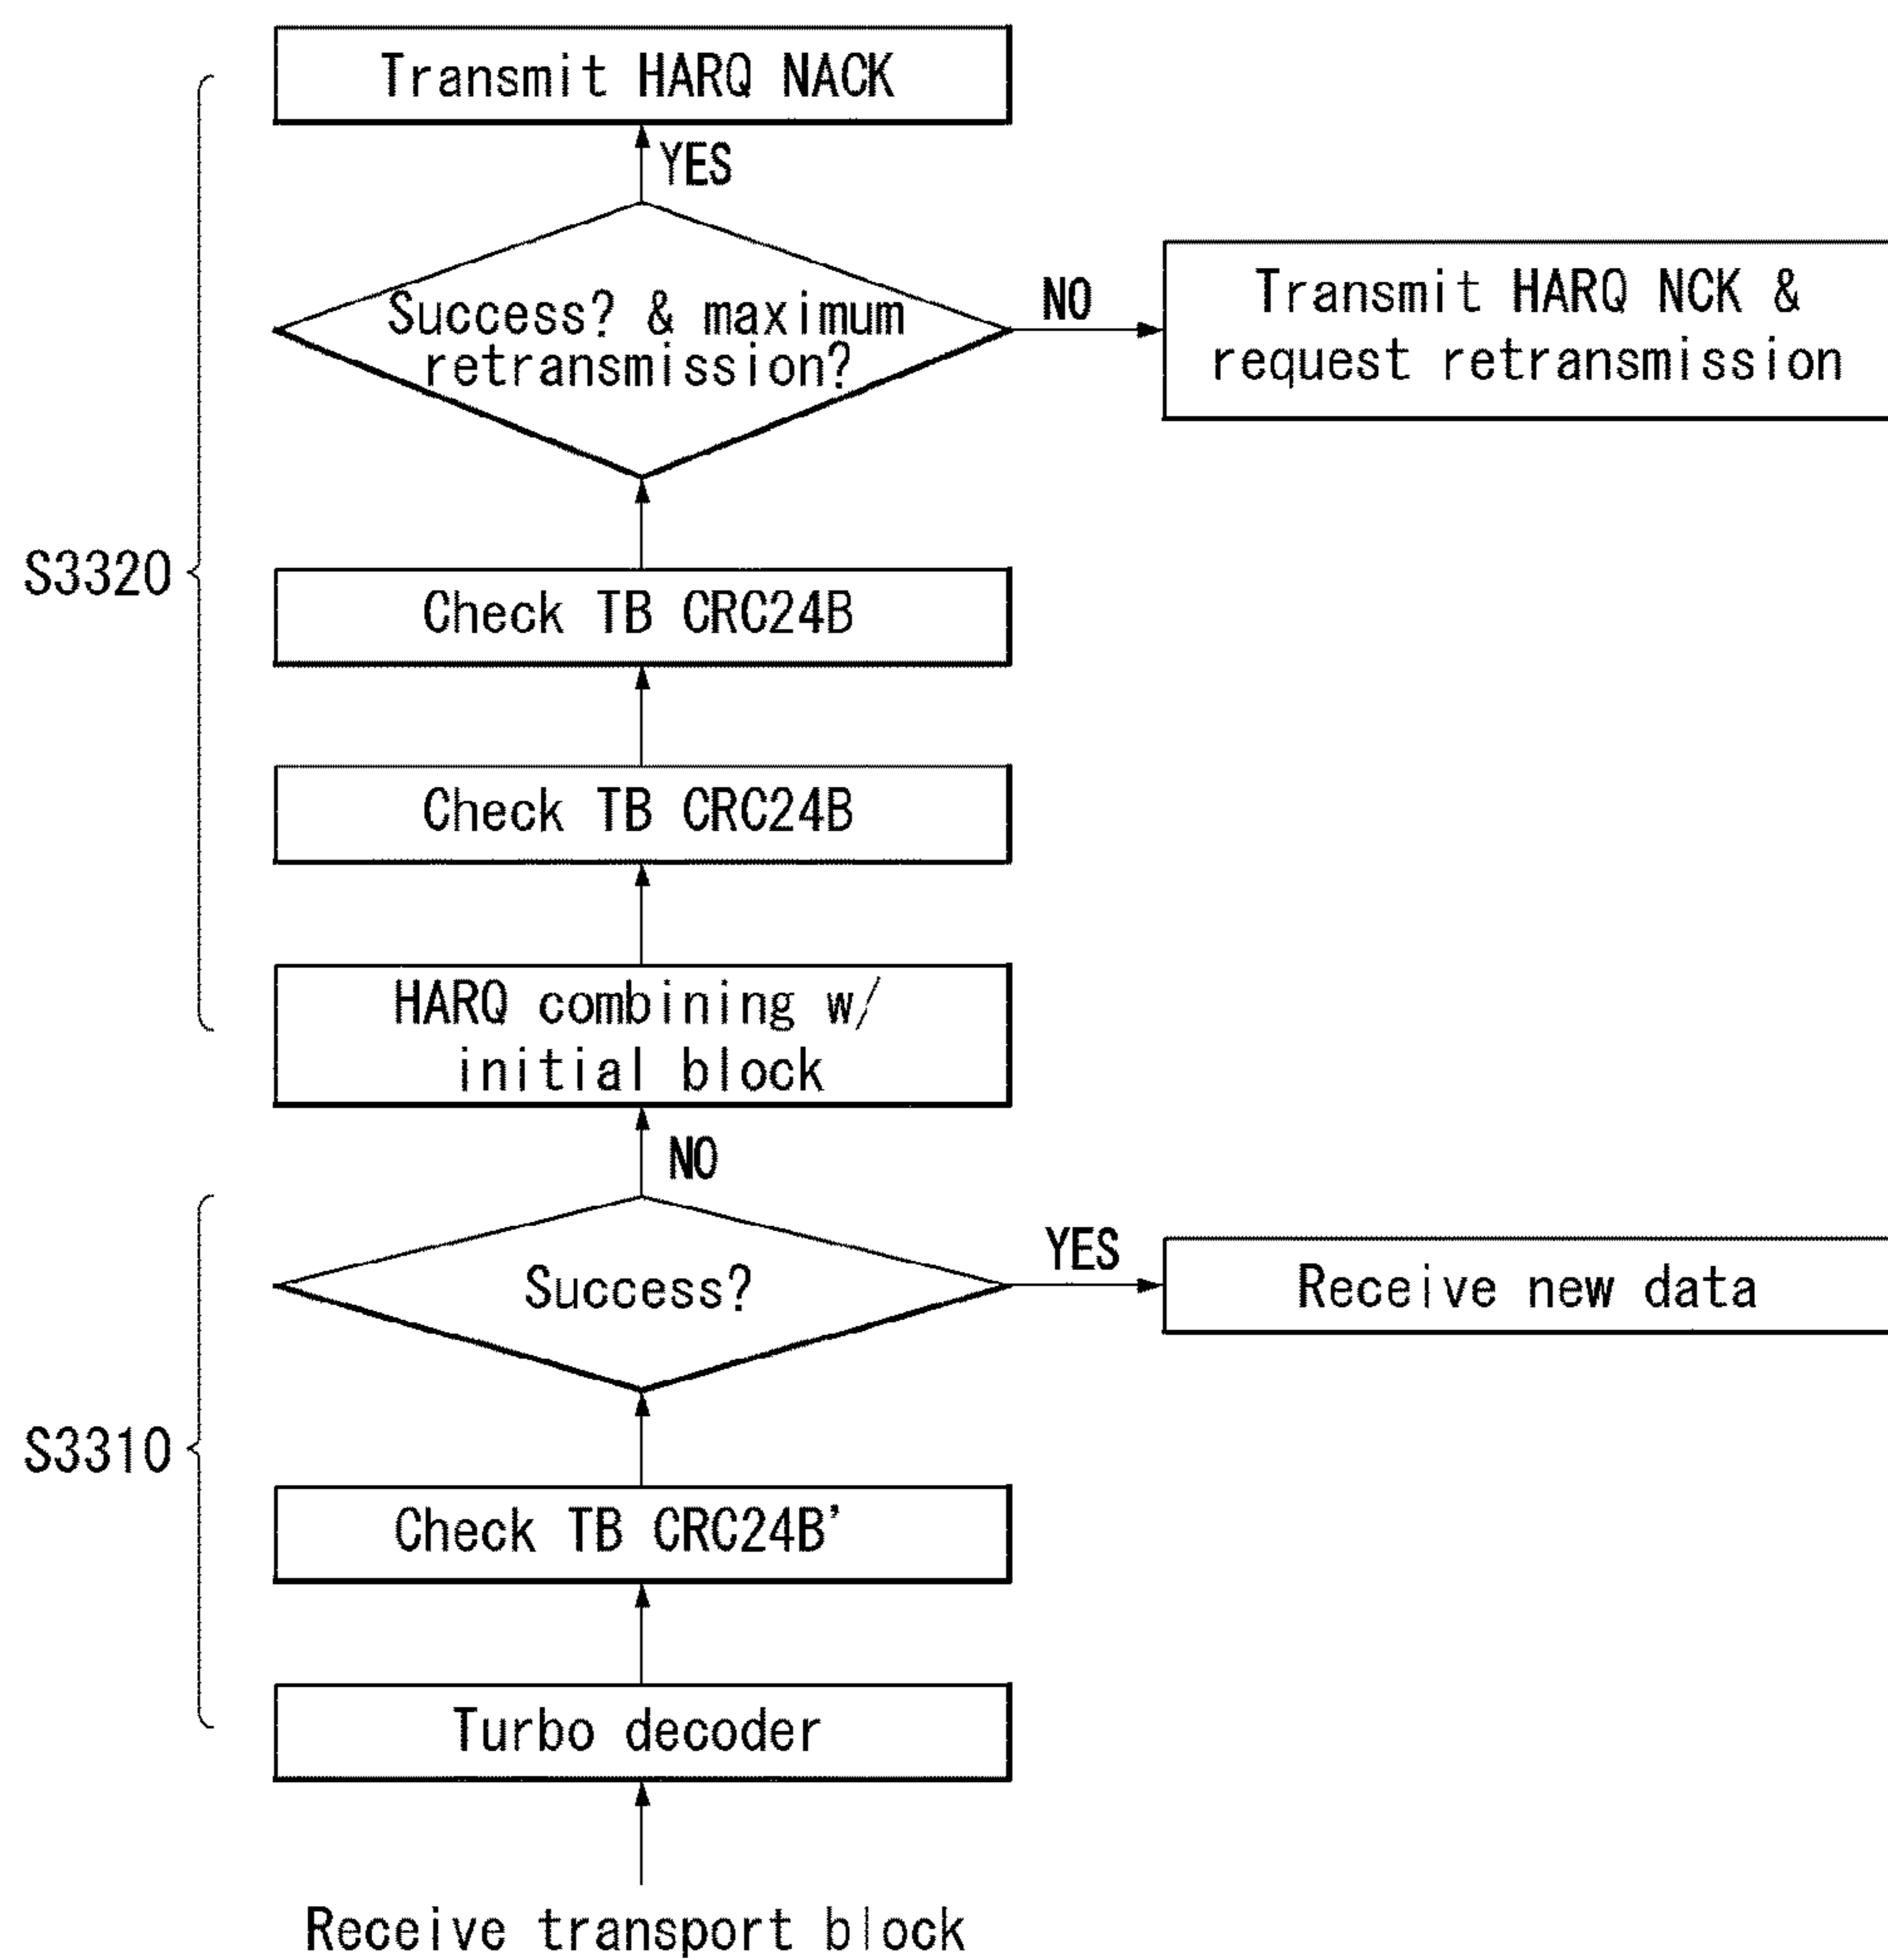 Transmit HARQ NACK
YES
Success? & maximum
retransmission?
NO
Transmit HARQ NCK &
request retransmission
S3320
Check TB CRC24B
Check TB CRC24B
HARQ combining w/
initial block
NO
Success?
YES
Receive new data
S3310
Check TB CRC24B'
Turbo decoder
Receive transport block